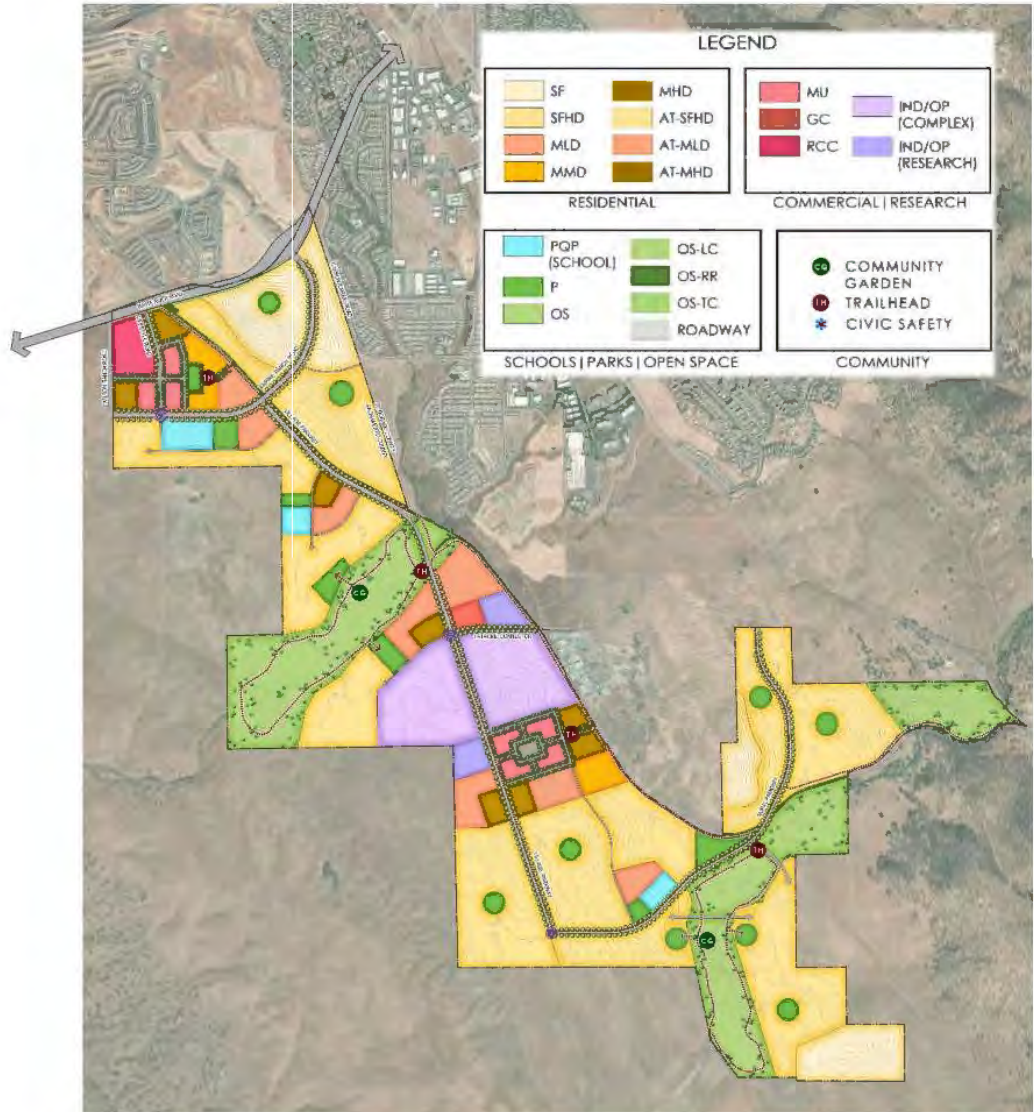 LEGEND
SF
SFHD
MLD
MMD
MHD
AT-SFHD
AT-MLD
AT-MHD
RESIDENTIAL
MU
GC
RCC
IND/OP
(COMPLEX)
IND/OP
(RESEARCH)
COMMERCIAL | RESEARCH
PQP
(SCHOOL)
P
OS
OS-LC
OS-RR
OS-TC
ROADWAY
SCHOOLS | PARKS | OPEN SPACE
CG
COMMUNITY
GARDEN
TH
TRAILHEAD
CIVIC SAFETY
COMMUNITY
TH
TH
CG
TH
TH
CG